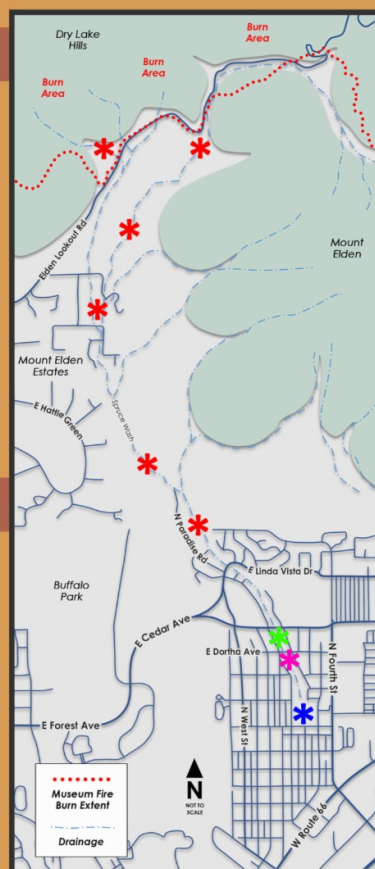 Dry Lake
Hills
Burn
Area
Burn
Area
Burn
Area
Elden Lookout Rd
Mount
Elden
Mount Elden
Estates
E Hattie Green
Spruce Wash
N Paradise Rd
E Linda Vista Dr
Buffalo
Park
E Cedar Ave
E Dortha Ave
N Fourth St
E Forest Ave
N West St
W Route 66
Museum Fire
Burn Extent
Drainage
N
NOT TO
SCALE